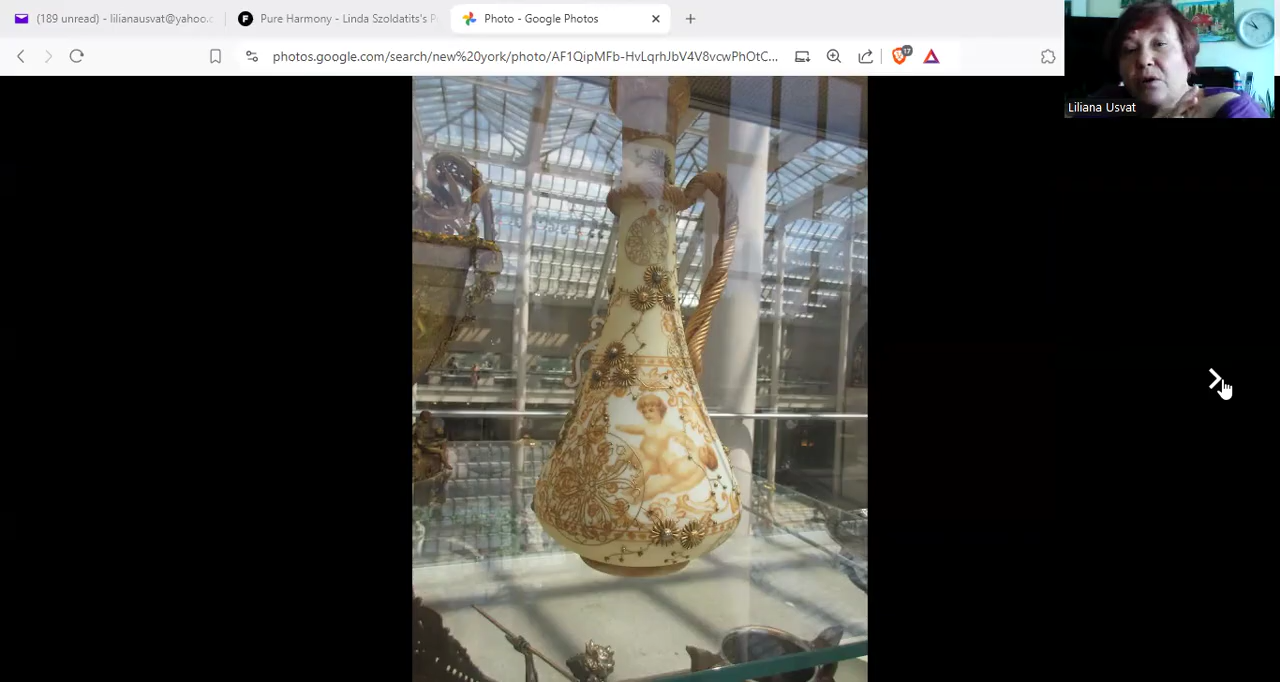 (189 unread) - lilianausvat@yahoo.c
Pure Harmony - Linda Szoldatits's P
Photo - Google Photos
photos.google.com/search/new%20york/photo/AF1QipMFb-HvLqrhJbV4V8vcwPhOtC...
17
Liliana Usvat